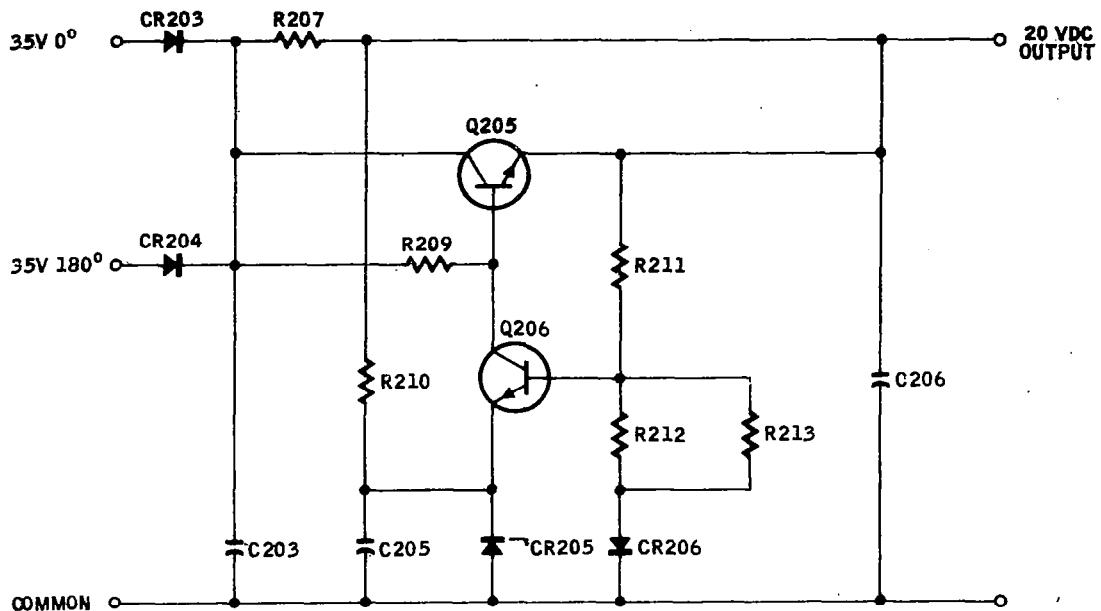 CR203
R207
35V 0°
20 VDC
OUTPUT
Q205
CR204
35V 180°
R209
R211
Q206
R210
C206
R212
R213
C203
C205
CR205
CR206
COMMON